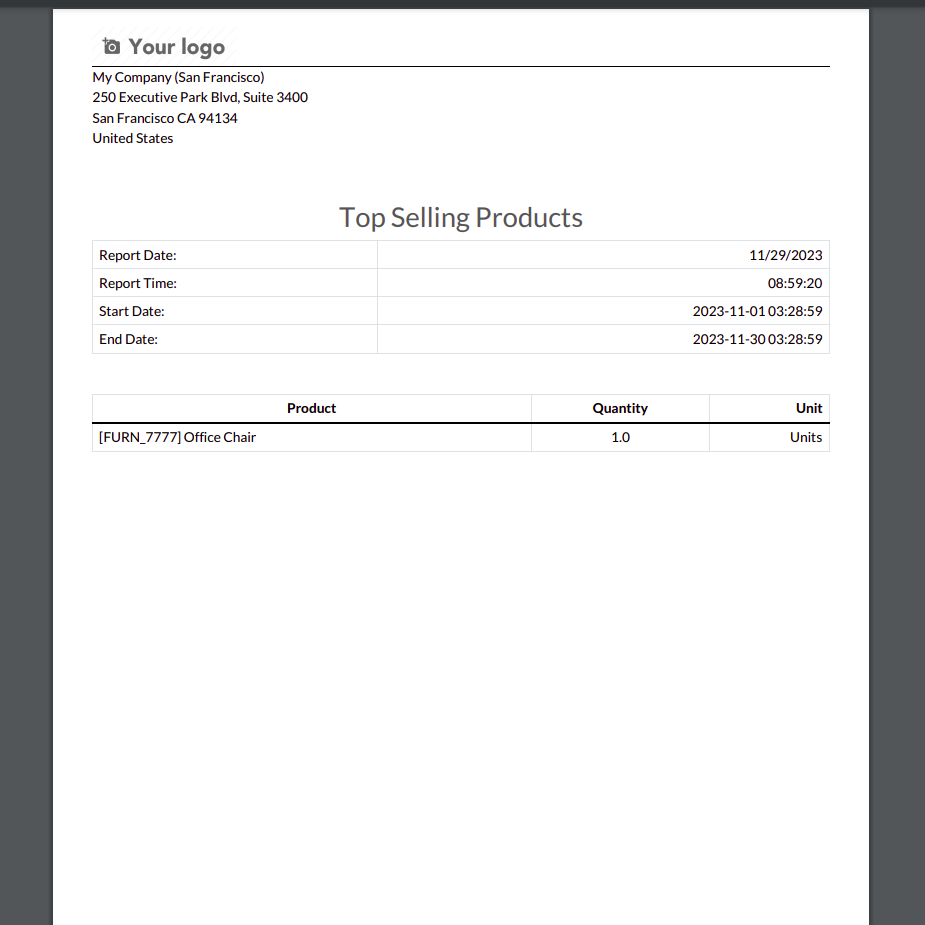 Your logo
My Company (San Francisco)
250 Executive Park Blvd, Suite 3400
San Francisco CA 94134
United States
Top Selling Products
Report Date: 11/29/2023
Report Time: 08:59:20
Start Date: 2023-11-01 03:28:59
End Date: 2023-11-30 03:28:59
Product Quantity Unit
[FURN_7777] Office Chair 1.0 Units